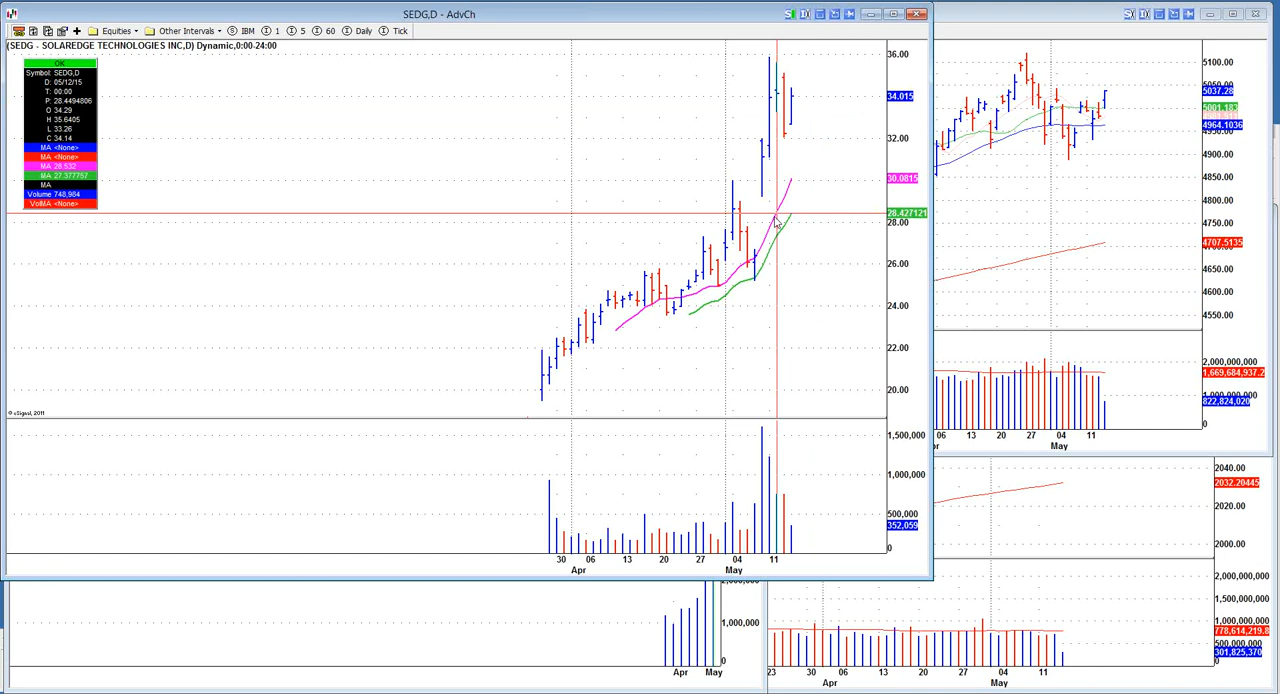 SEDG,D - AdvCh
Equities Other Intervals IBM 1 5 60 Daily Tick
(SEDG - SOLAREDGE TECHNOLOGIES INC,D) Dynamic,0:00-24:00
OK
Symbol: SEDG,D
D: 05/12/15
T: 00:00
P: 28.4494806
O 34.29
H 35.6405
L 33.26
C 34.14
MA <None>
MA <None>
MA 28.532
MA 27.377757
MA
Volume 748,984
VolMA <None>
36.00
34.015
32.00
30.0815
28.427121
28.00
26.00
24.00
22.00
20.00
© eSignal, 2011
1,500,000
1,000,000
500,000
352,059
0
30 06 13 20 27 04 11
Apr May
5100.00
5037.28
5001.183
4964.1036
4950.00
4900.00
4850.00
4800.00
4750.00
4707.5135
4700.00
4650.00
4600.00
4550.00
2,000,000,000
1,669,684,937.2
1,000,000,000
822,824,020
0
06 13 20 27 04 11
May
2040.00
2032.20445
2020.00
2000.00
2,000,000,000
1,500,000,000
1,000,000,000
778,614,219.8
500,000,000
301,825,370
0
23 30 06 13 20 27 04 11
Apr May
1,000,000
0
Apr May